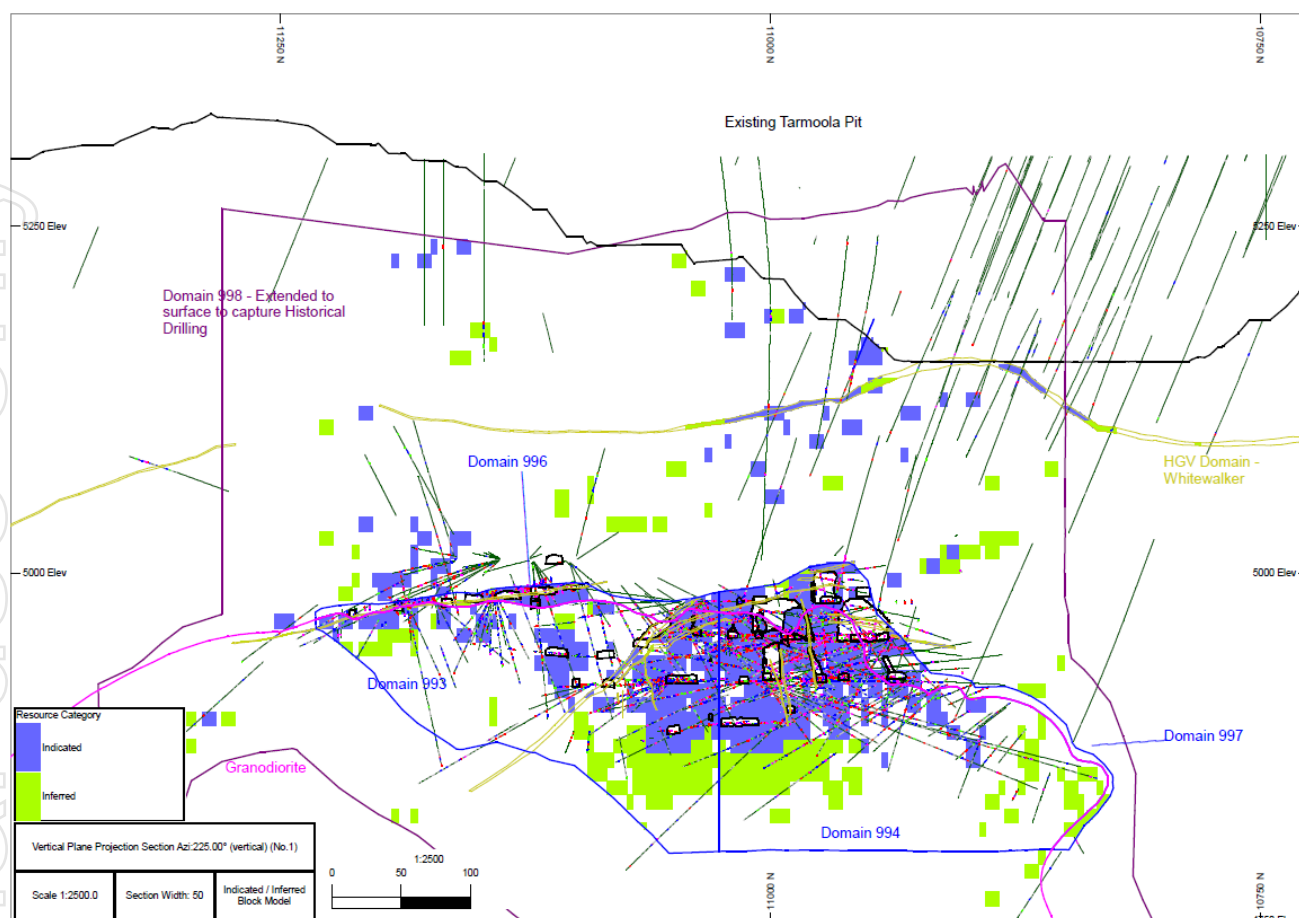 11250 N
11000 N
10750 N
Existing Tarmoola Pit
5250 Elev
5250 Elev
Domain 998 - Extended to
surface to capture Historical
Drilling
Domain 996
HGV Domain -
Whitewalker
5000 Elev
5000 Elev
Domain 993
Resource Category
Indicated
Inferred
Granodiorite
Domain 997
Domain 994
Vertical Plane Projection Section Azi:225.00° (vertical) (No.1)
Scale 1:2500.0
Section Width: 50
Indicated / Inferred
Block Model
1:2500
0
50
100
11000 N
10750 N